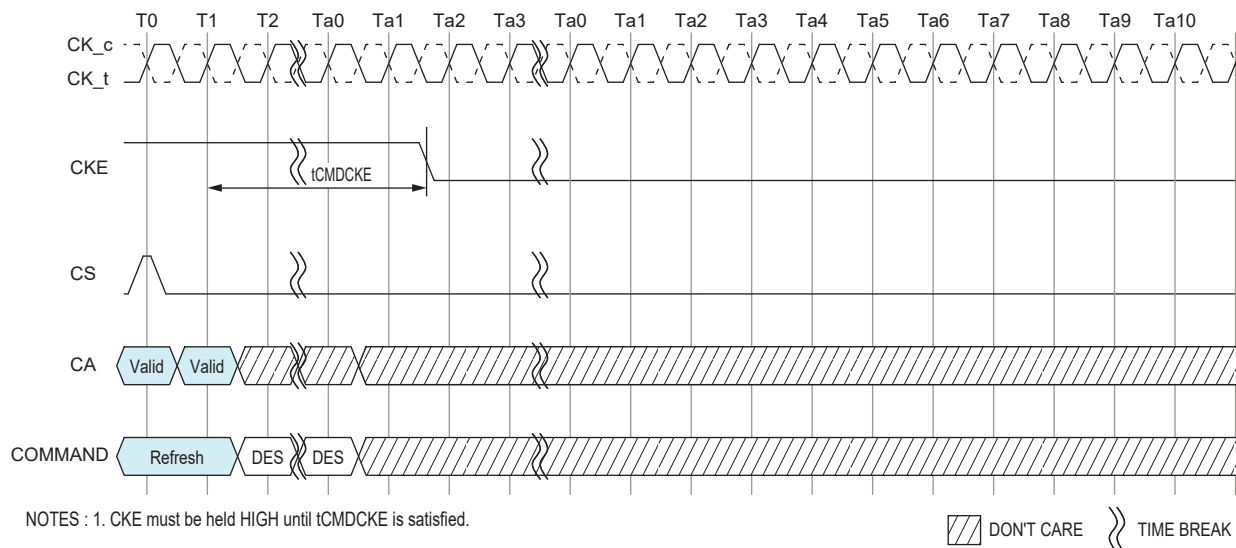 T0 T1 T2 Ta0 Ta1 Ta2 Ta3 Ta0 Ta1 Ta2 Ta3 Ta4 Ta5 Ta6 Ta7 Ta8 Ta9 Ta10
CK_c
CK_t
CKE
tCMDCKE
CS
CA Valid Valid
COMMAND Refresh DES DES
NOTES : 1. CKE must be held HIGH until tCMDCKE is satisfied.
DON'T CARE TIME BREAK